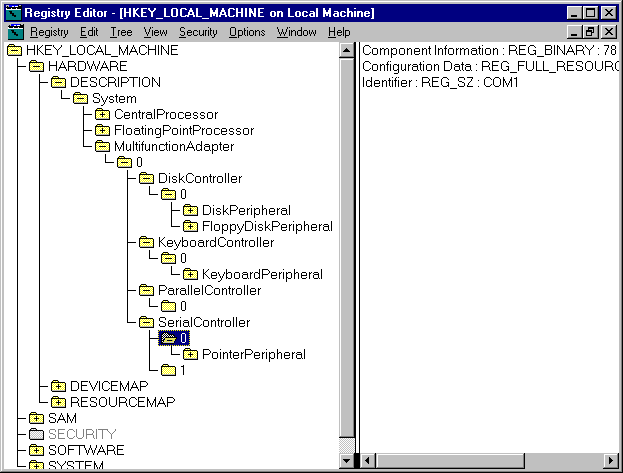 Registry Editor - [HKEY_LOCAL_MACHINE on Local Machine]
Registry Edit Tree View Security Options Window Help
HKEY_LOCAL_MACHINE
HARDWARE
DESCRIPTION
System
CentralProcessor
FloatingPointProcessor
MultifunctionAdapter
0
DiskController
0
DiskPeripheral
FloppyDiskPeripheral
KeyboardController
0
KeyboardPeripheral
ParallelController
0
SerialController
0
PointerPeripheral
1
DEVICEMAP
RESOURCEMAP
SAM
SECURITY
SOFTWARE
SYSTEM
Component Information : REG_BINARY : 78
Configuration Data : REG_FULL_RESOURC
Identifier : REG_SZ : COM1